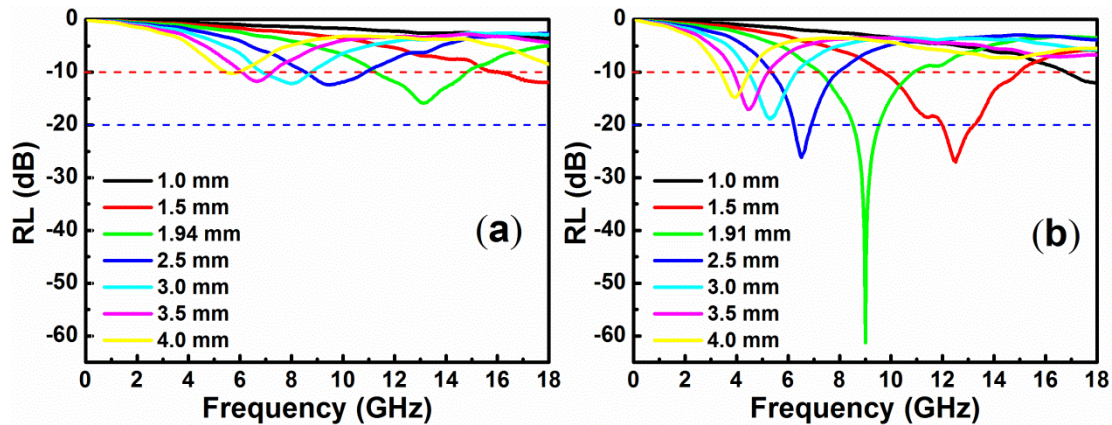 0
-10
-20
-30
-40
-50
-60
RL (dB)
1.0 mm
1.5 mm
1.94 mm
2.5 mm
3.0 mm
3.5 mm
4.0 mm
(a)
0 2 4 6 8 10 12 14 16 18
Frequency (GHz)
0
-10
-20
-30
-40
-50
-60
RL (dB)
1.0 mm
1.5 mm
1.91 mm
2.5 mm
3.0 mm
3.5 mm
4.0 mm
(b)
0 2 4 6 8 10 12 14 16 18
Frequency (GHz)